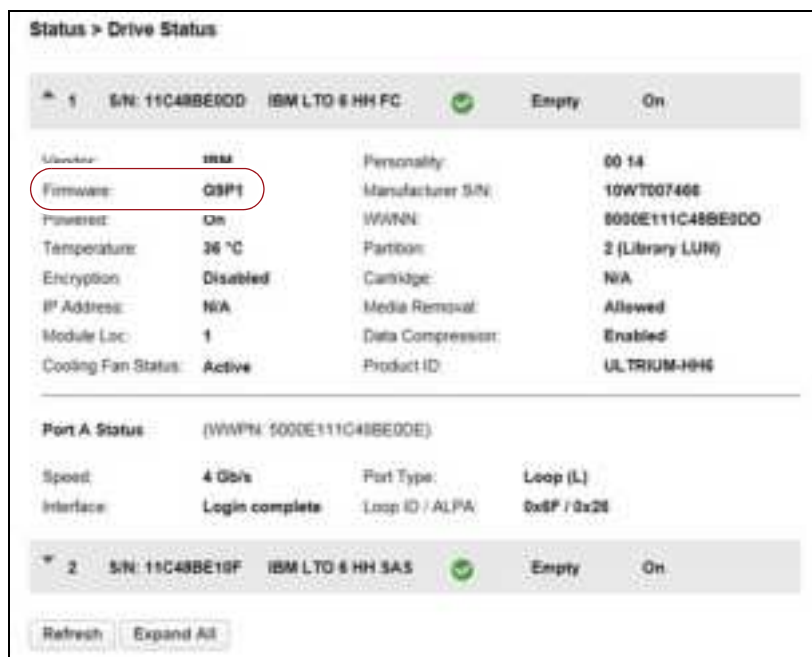 Status > Drive Status
1 S/N: 11C48BE0DD IBM LTO 6 HH FC Empty On
Vendor: IBM Personality: 00 14
Firmware: G9P1 Manufacturer S/N: 10WT007466
Powered: On WWNN: 5000E111C48BE0DD
Temperature: 36 °C Partition: 2 (Library LUN)
Encryption: Disabled Cartridge: N/A
IP Address: N/A Media Removal: Allowed
Module Loc: 1 Data Compression: Enabled
Cooling Fan Status: Active Product ID: ULTRIUM-HH6
Port A Status (WWPN: 5000E111C48BE0DE)
Speed: 4 Gb/s Port Type: Loop (L)
Interface: Login complete Loop ID / ALPA: 0x6F / 0x26
2 S/N: 11C48BE10F IBM LTO 6 HH SAS Empty On
Refresh Expand All